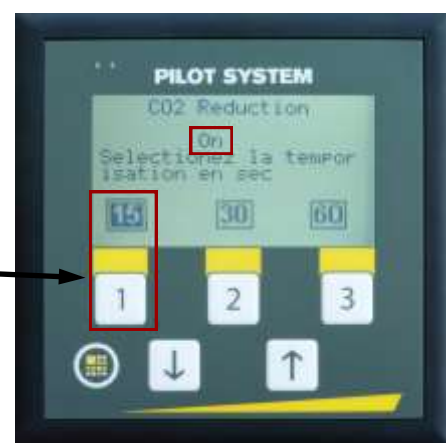 PILOT SYSTEM
CO2 Reduction
On
Selectionez la tempor
isation en sec
15 30 60
1 2 3
↓ ↑